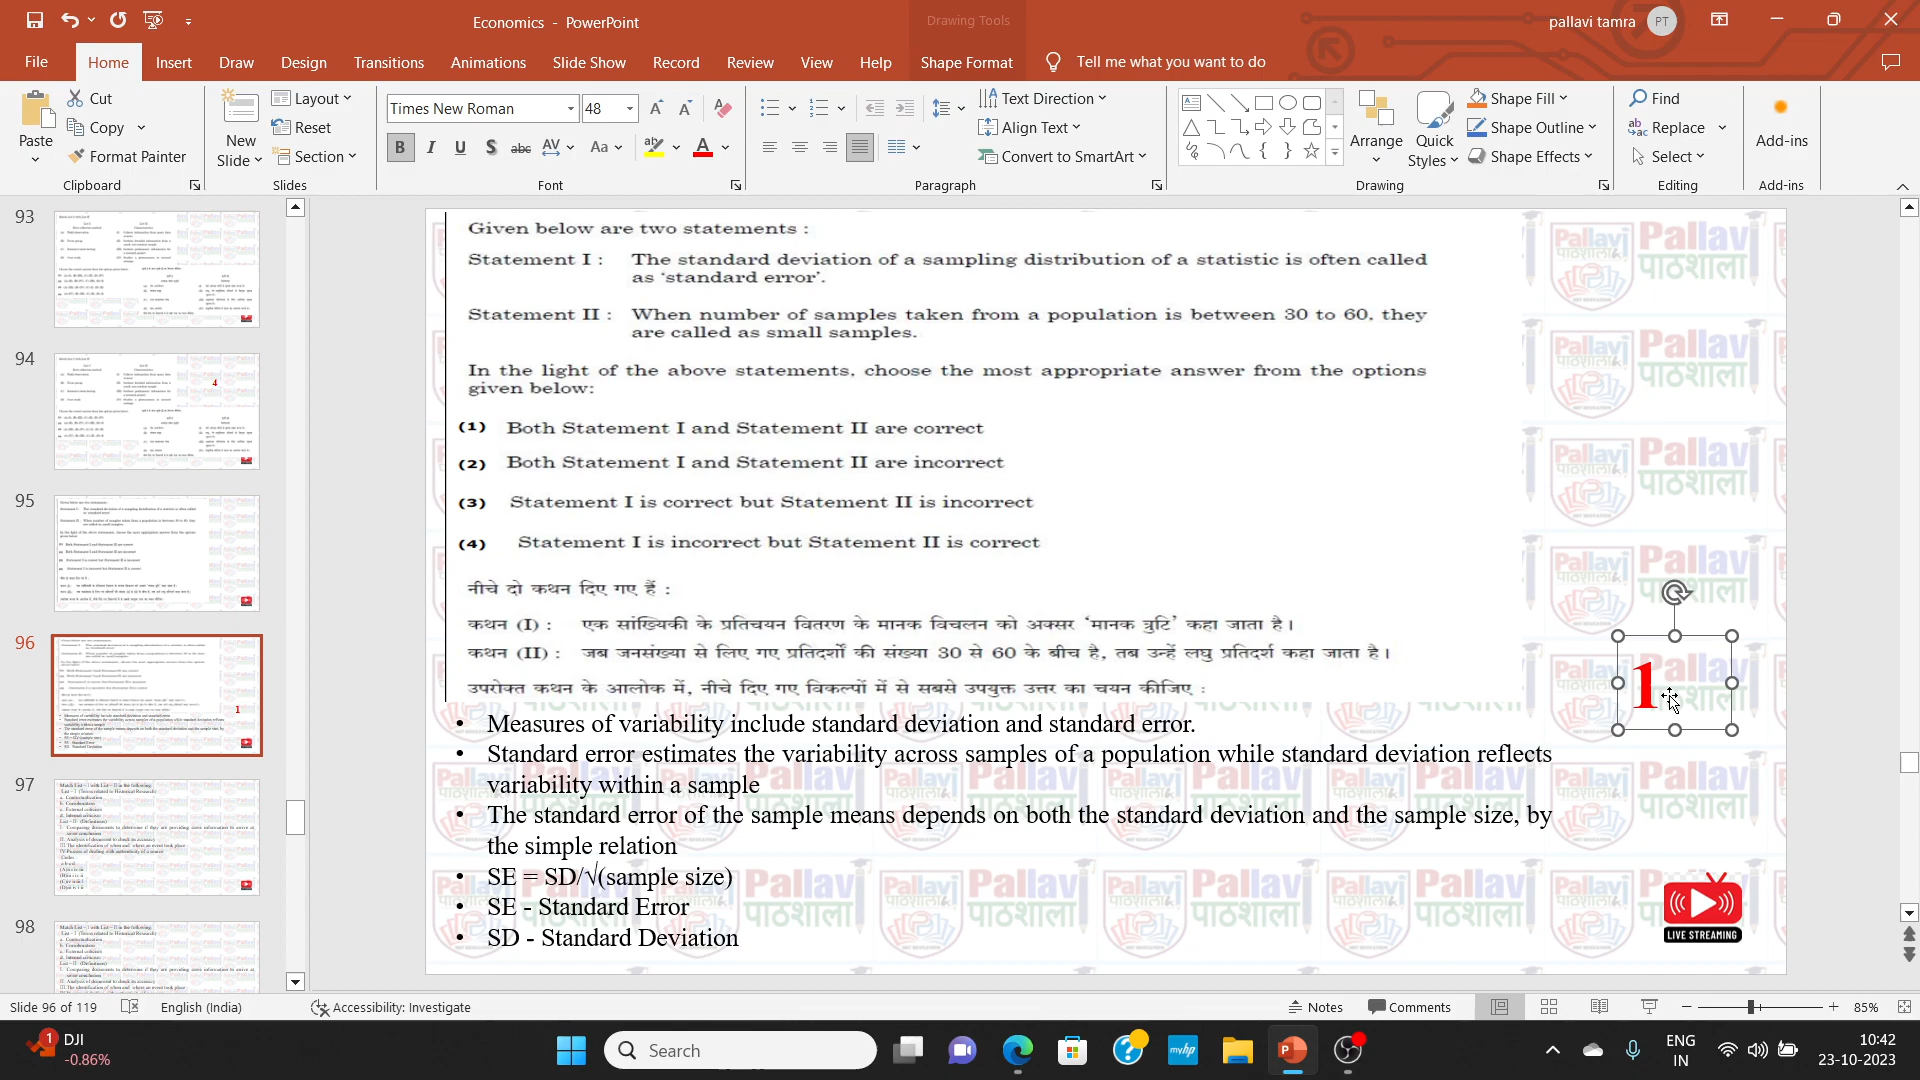 Economics - PowerPoint
Drawing Tools
pallavi tamra
PT
File
Home
Insert
Draw
Design
Transitions
Animations
Slide Show
Record
Review
View
Help
Shape Format
Tell me what you want to do
Paste
Cut
Copy
Format Painter
Clipboard
New Slide
Layout
Reset
Section
Slides
Times New Roman
48
Font
Text Direction
Align Text
Convert to SmartArt
Paragraph
Arrange
Quick Styles
Shape Fill
Shape Outline
Shape Effects
Drawing
Find
Replace
Select
Editing
Add-ins
Add-ins
93
94
4
95
96
1
97
98
Given below are two statements :
Statement I : The standard deviation of a sampling distribution of a statistic is often called
as 'standard error'.
Statement II : When number of samples taken from a population is between 30 to 60, they
are called as small samples.
In the light of the above statements, choose the most appropriate answer from the options
given below:
(1) Both Statement I and Statement II are correct
(2) Both Statement I and Statement II are incorrect
(3) Statement I is correct but Statement II is incorrect
(4) Statement I is incorrect but Statement II is correct
नीचे दो कथन दिए गए हैं :
कथन (I) : एक सांख्यिकी के प्रतिचयन वितरण के मानक विचलन को अक्सर 'मानक त्रुटि' कहा जाता है।
कथन (II) : जब जनसंख्या से लिए गए प्रतिदर्शों की संख्या 30 से 60 के बीच है, तब उन्हें लघु प्रतिदर्श कहा जाता है।
उपरोक्त कथन के आलोक में, नीचे दिए गए विकल्पों में से सबसे उपयुक्त उत्तर का चयन कीजिए :
1
• Measures of variability include standard deviation and standard error.
• Standard error estimates the variability across samples of a population while standard deviation reflects
variability within a sample
• The standard error of the sample means depends on both the standard deviation and the sample size, by
the simple relation
• SE = SD/√(sample size)
• SE - Standard Error
• SD - Standard Deviation
Pallavi
पाठशाला
LIVE STREAMING
Slide 96 of 119
English (India)
Accessibility: Investigate
Notes
Comments
85%
1
DJI
-0.86%
Search
myhp
ENG
IN
10:42
23-10-2023